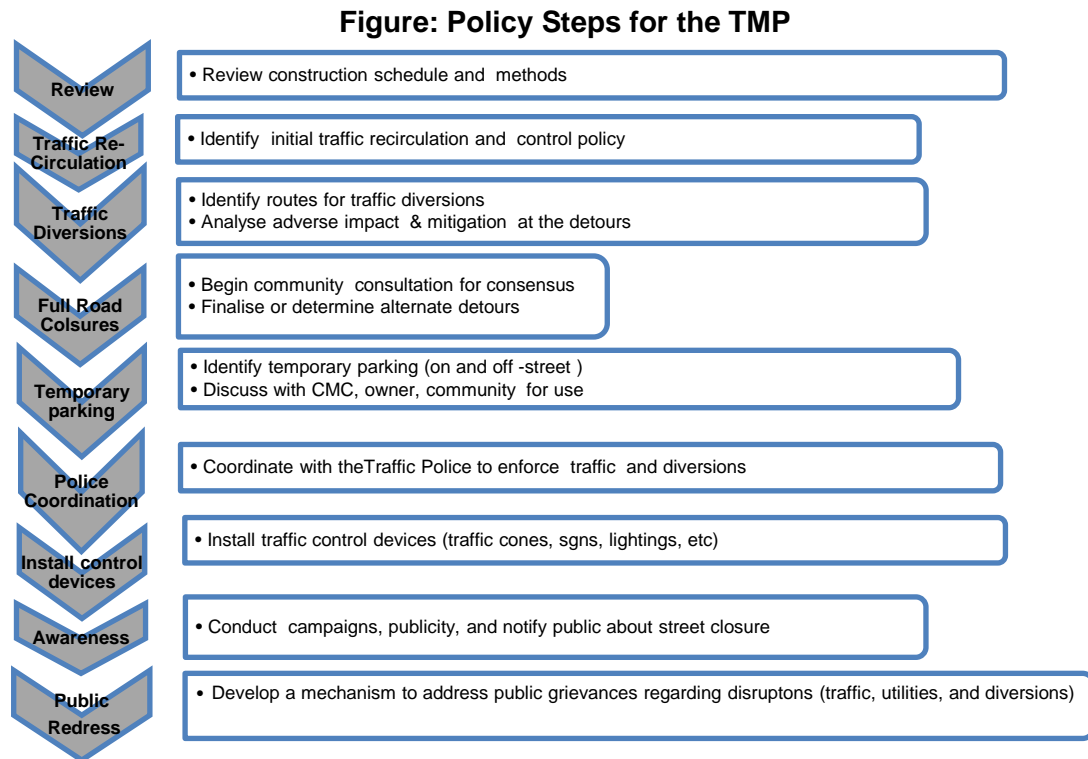 Figure: Policy Steps for the TMP
Review
• Review construction schedule and methods
Traffic Re-
Circulation
• Identify initial traffic recirculation and control policy
Traffic
Diversions
• Identify routes for traffic diversions
• Analyse adverse impact & mitigation at the detours
Full Road
Colsures
• Begin community consultation for consensus
• Finalise or determine alternate detours
Temporary
parking
• Identify temporary parking (on and off -street )
• Discuss with CMC, owner, community for use
Police
Coordination
• Coordinate with theTraffic Police to enforce traffic and diversions
Install control
devices
• Install traffic control devices (traffic cones, sgns, lightings, etc)
Awareness
• Conduct campaigns, publicity, and notify public about street closure
Public
Redress
• Develop a mechanism to address public grievances regarding disruptons (traffic, utilities, and diversions)